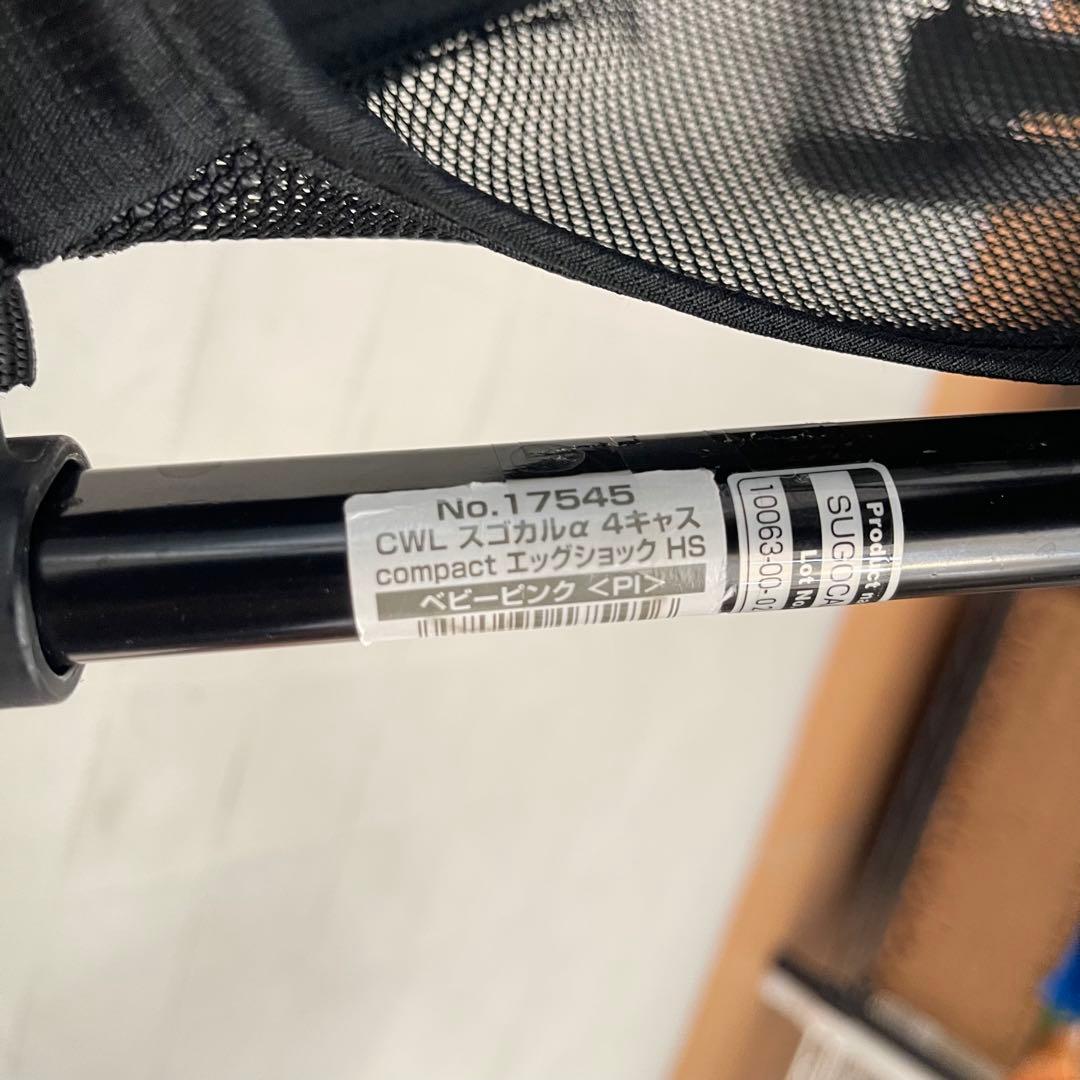 No.17545
CWL スゴカルα 4キャス
compact エッグショック HS
ベビーピンク <PI>
Product
SUGOCA
Lot No
10063-00-02